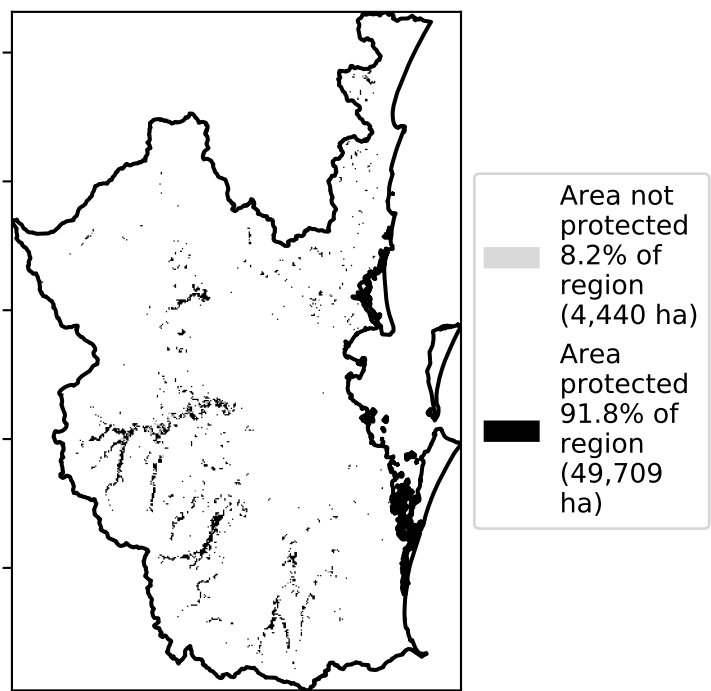 Area not
protected
8.2% of
region
(4,440 ha)
Area
protected
91.8% of
region
(49,709
ha)